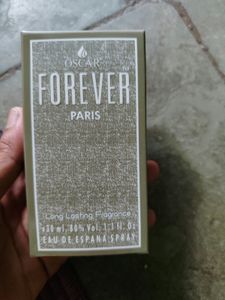 OSCAR
FOREVER
PARIS
Long Lasting Fragrance
30 ml. 80% Vol. 1.1 fl. Oz
EAU DE ESPANA SPRAY